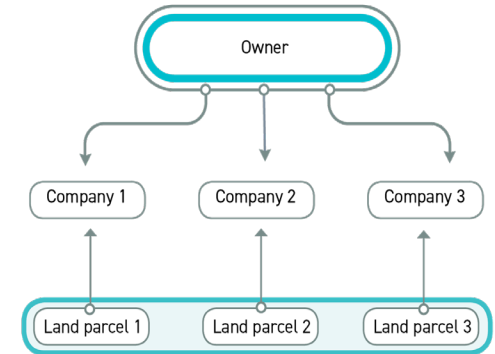 Owner
Company 1
Company 2
Company 3
Land parcel 1
Land parcel 2
Land parcel 3